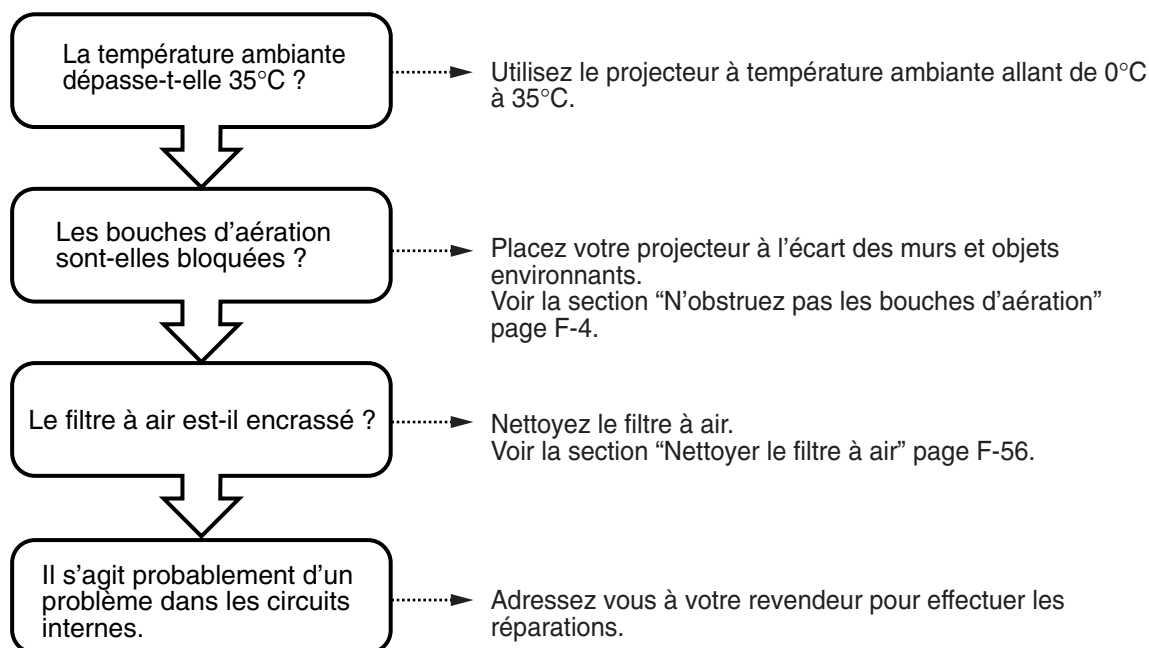 La température ambiante
dépasse-t-elle 35°C ?
Utilisez le projecteur à température ambiante allant de 0°C
à 35°C.
Les bouches d’aération
sont-elles bloquées ?
Placez votre projecteur à l’écart des murs et objets
environnants.
Voir la section “N’obstruez pas les bouches d’aération”
page F-4.
Le filtre à air est-il encrassé ?
Nettoyez le filtre à air.
Voir la section “Nettoyer le filtre à air” page F-56.
Il s’agit probablement d’un
problème dans les circuits
internes.
Adressez vous à votre revendeur pour effectuer les
réparations.